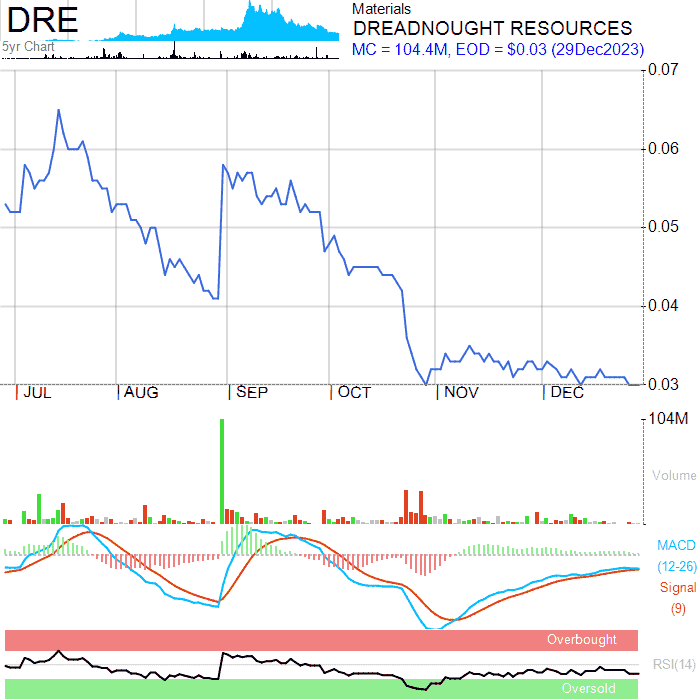 DRE
5yr Chart
Materials
DREADNOUGHT RESOURCES
MC = 104.4M, EOD = $0.03 (29Dec2023)
0.07
0.06
0.05
0.04
0.03
JUL AUG SEP OCT NOV DEC
104M
Volume
MACD
(12-26)
Signal
(9)
Overbought
RSI(14)
Oversold